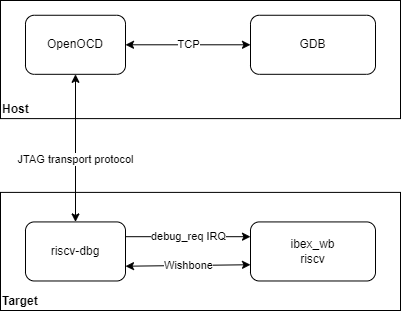 OpenOCD
TCP
GDB
Host
JTAG transport protocol
riscv-dbg
debug_req IRQ
Wishbone
ibex_wb
riscv
Target